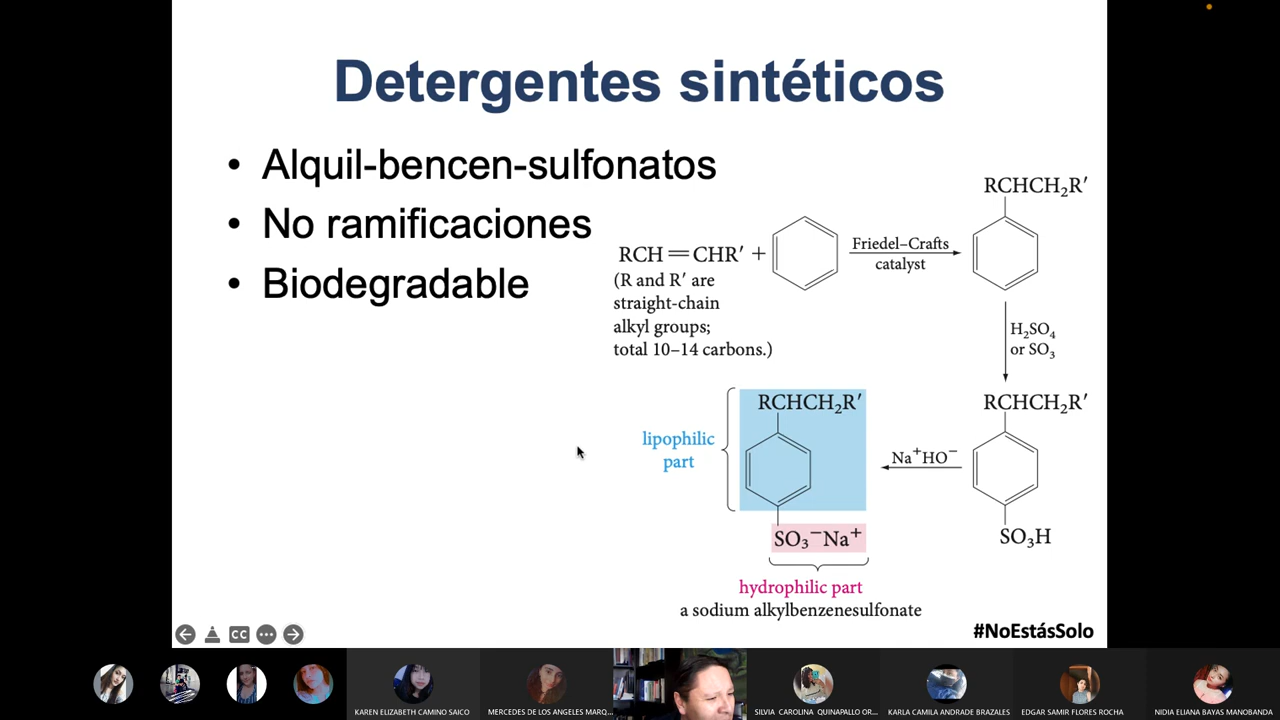 Detergentes sintéticos
• Alquil-bencen-sulfonatos
• No ramificaciones
• Biodegradable
RCH=CHR′ +
(R and R′ are
straight-chain
alkyl groups;
total 10–14 carbons.)
Friedel–Crafts
catalyst
RCHCH₂R′
H₂SO₄
or SO₃
RCHCH₂R′
SO₃H
Na⁺HO⁻
RCHCH₂R′
lipophilic
part
SO₃⁻Na⁺
hydrophilic part
a sodium alkylbenzenesulfonate
#NoEstásSolo
CC
KAREN ELIZABETH CAMINO SAICO
MERCEDES DE LOS ANGELES MARQ...
SILVIA CAROLINA QUINAPALLO OR...
KARLA CAMILA ANDRADE BRAZALES
EDGAR SAMIR FLORES ROCHA
NIDIA ELIANA BAYAS MANOBANDA